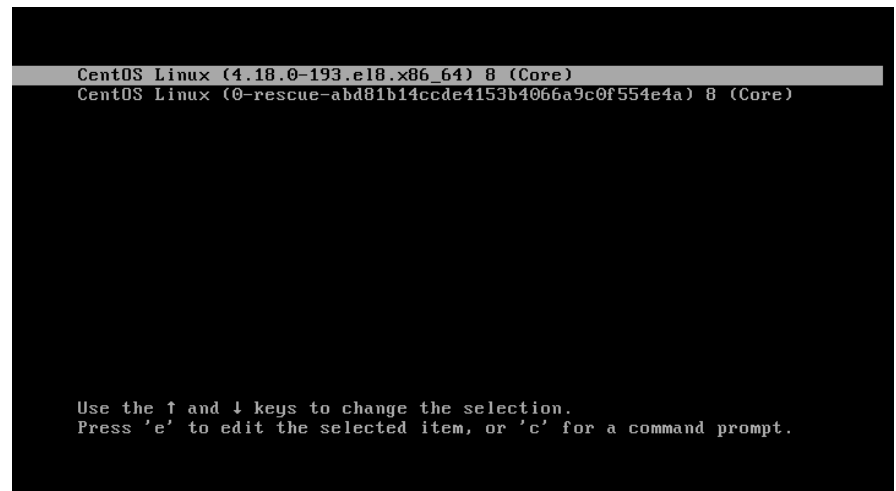 CentOS Linux (4.18.0-193.el8.x86_64) 8 (Core)
CentOS Linux (0-rescue-abd81b14ccde4153b4066a9c0f554e4a) 8 (Core)
Use the ↑ and ↓ keys to change the selection.
Press 'e' to edit the selected item, or 'c' for a command prompt.